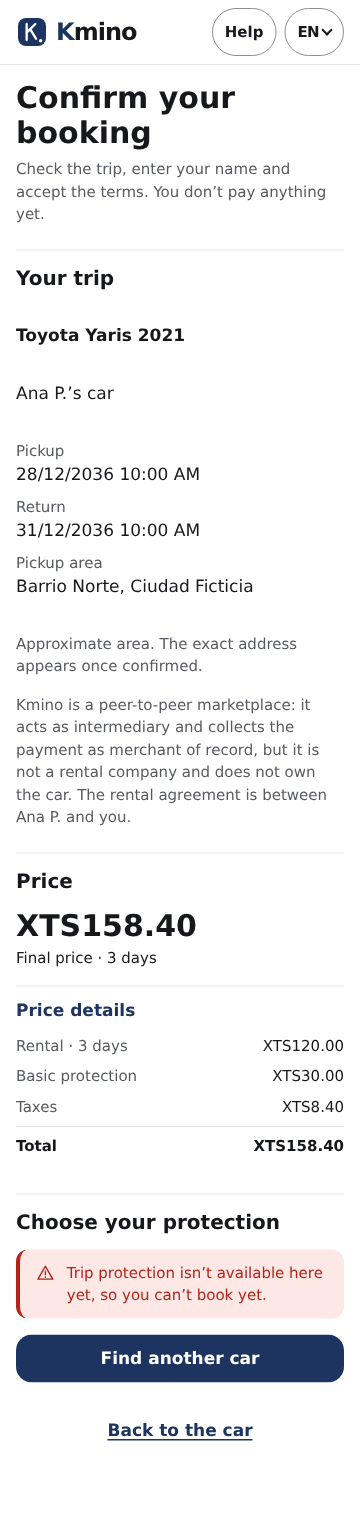 K. Kmino Help EN
Confirm your
booking
Check the trip, enter your name and
accept the terms. You don’t pay anything
yet.
Your trip
Toyota Yaris 2021
Ana P.’s car
Pickup
28/12/2036 10:00 AM
Return
31/12/2036 10:00 AM
Pickup area
Barrio Norte, Ciudad Ficticia
Approximate area. The exact address
appears once confirmed.
Kmino is a peer-to-peer marketplace: it
acts as intermediary and collects the
payment as merchant of record, but it is
not a rental company and does not own
the car. The rental agreement is between
Ana P. and you.
Price
XTS158.40
Final price · 3 days
Price details
Rental · 3 days XTS120.00
Basic protection XTS30.00
Taxes XTS8.40
Total XTS158.40
Choose your protection
Trip protection isn’t available here
yet, so you can’t book yet.
Find another car
Back to the car